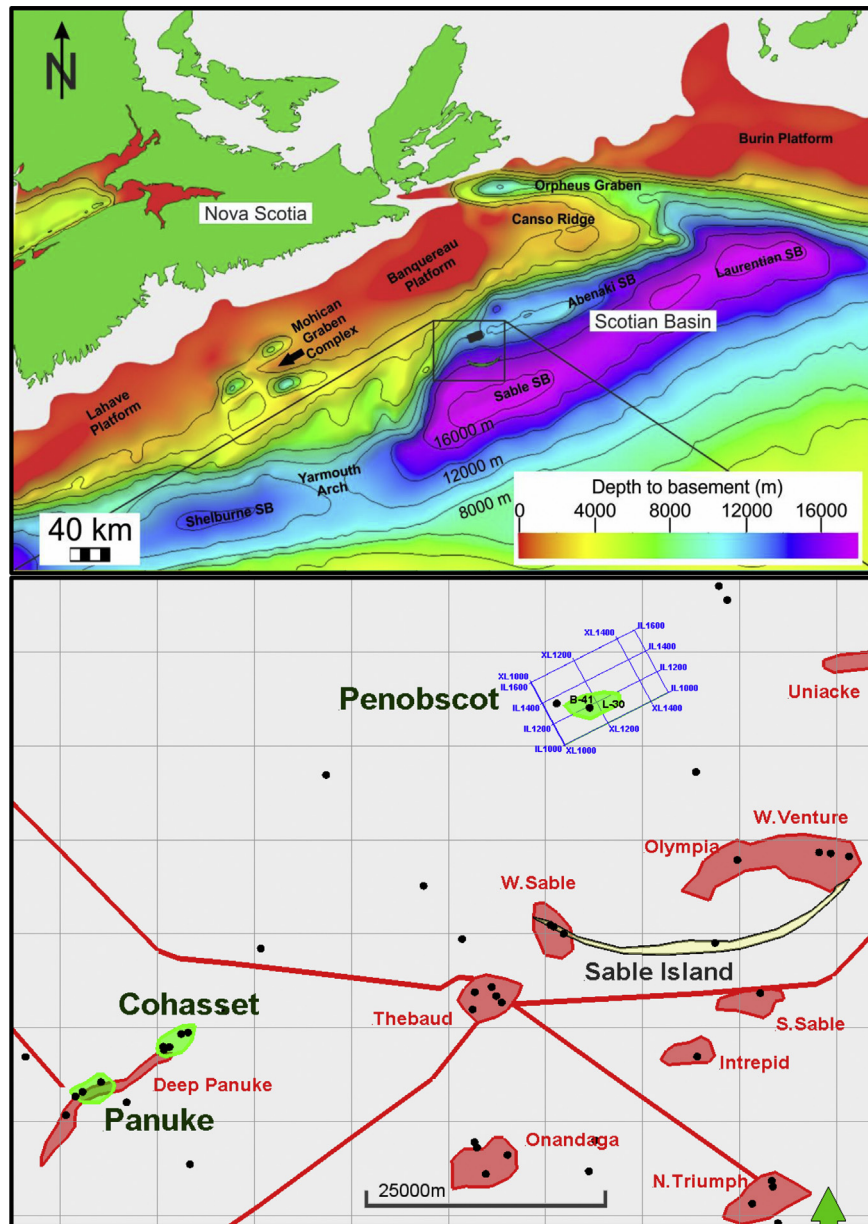 N
Burin Platform
Orpheus Graben
Nova Scotia
Canso Ridge
Banquereau
Platform
Laurentien SB
Abenaki SB
Mohican
Graben
Complex
Scotian Basin
Lahave
Platform
Sable SB
16000 m
Yarmouth
Arch
12000 m
8000 m
Shelburne SB
40 km
Depth to basement (m)
0 4000 8000 12000 16000
IL1600
XL1400
IL1400
XL1200
IL1200
XL1000
IL1600
IL1000
Uniacke
Penobscot
B-41
L-30
IL1400
XL1400
IL1200
XL1200
IL1000
XL1000
W.Venture
Olympia
W.Sable
Sable Island
Cohasset
Thebaud
S.Sable
Intrepid
Deep Panuke
Panuke
Onandaga
N.Triumph
25000m